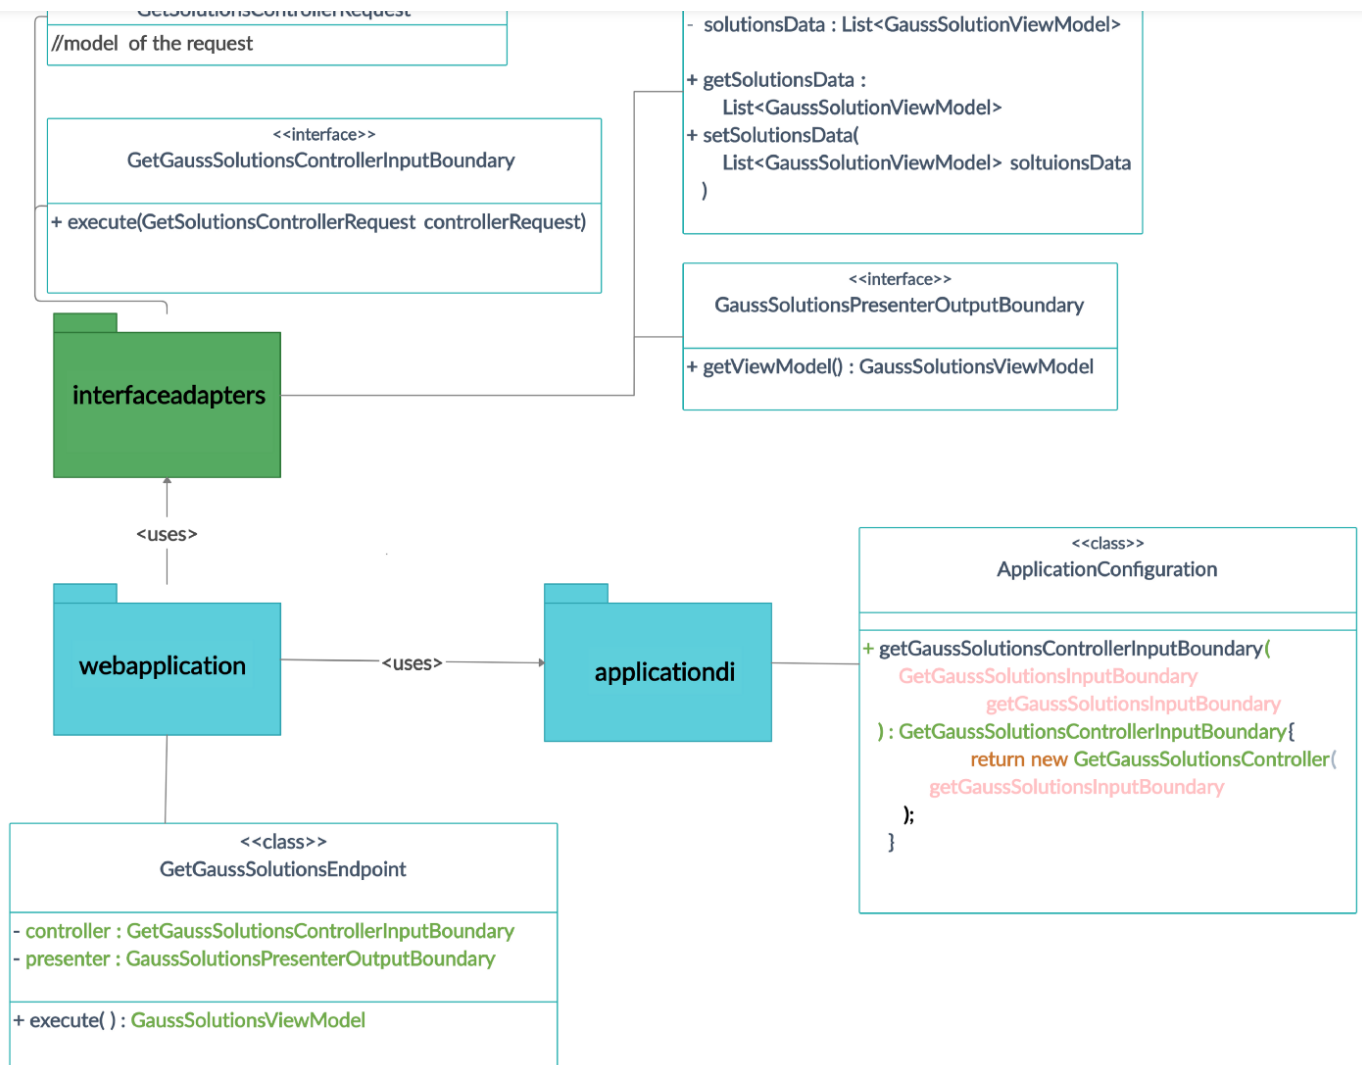 GetSolutionsControllerRequest
//model of the request
<<interface>>
GetGaussSolutionsControllerInputBoundary
+ execute(GetSolutionsControllerRequest controllerRequest)
- solutionsData : List<GaussSolutionViewModel>
+ getSolutionsData :
List<GaussSolutionViewModel>
+ setSolutionsData(
List<GaussSolutionViewModel> soltuionsData
)
<<interface>>
GaussSolutionsPresenterOutputBoundary
+ getViewModel() : GaussSolutionsViewModel
interfaceadapters
<uses>
webapplication
<uses>
applicationdi
<<class>>
ApplicationConfiguration
+ getGaussSolutionsControllerInputBoundary(
GetGaussSolutionsInputBoundary
getGaussSolutionsInputBoundary
) : GetGaussSolutionsControllerInputBoundary{
return new GetGaussSolutionsController(
getGaussSolutionsInputBoundary
);
}
<<class>>
GetGaussSolutionsEndpoint
- controller : GetGaussSolutionsControllerInputBoundary
- presenter : GaussSolutionsPresenterOutputBoundary
+ execute( ) : GaussSolutionsViewModel